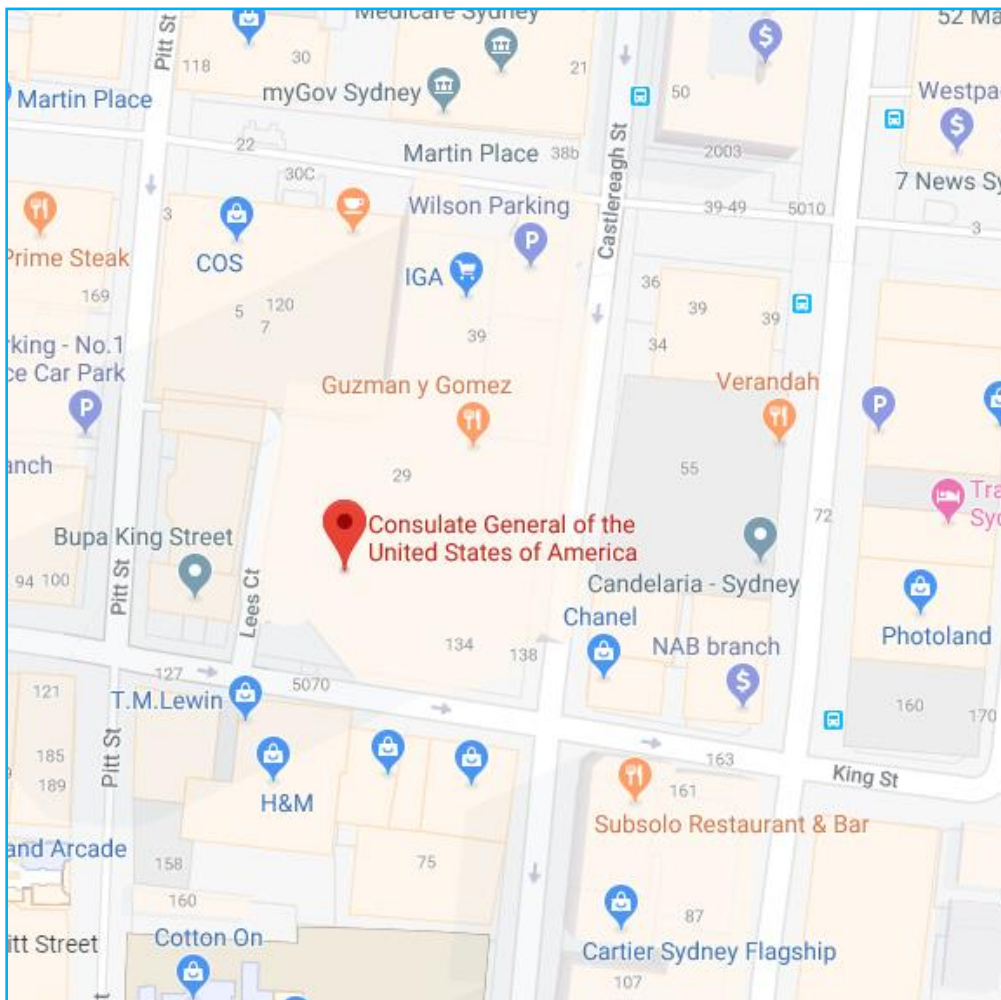 Medicare Sydney
52 Ma
Pitt St
118
30
21
50
myGov Sydney
Westpa
Martin Place
22
Martin Place
38b
2003
7 News Sy
30C
Castlereagh St
3
Wilson Parking
39-49
5010
3
Prime Steak
COS
IGA
36
39
39
169
5
120
7
39
34
rking - No.1
ce Car Park
Guzman y Gomez
Verandah
P
P
P
anch
29
55
Tra
Syd
72
Bupa King Street
Consulate General of the
United States of America
94
100
Pitt St
Lees Ct
Candelaria - Sydney
Chanel
Photoland
134
138
NAB branch
127
5070
121
T.M.Lewin
160
170
Pitt St
185
189
163
King St
H&M
161
Subsolo Restaurant & Bar
and Arcade
158
75
160
87
itt Street
Cotton On
Cartier Sydney Flagship
107